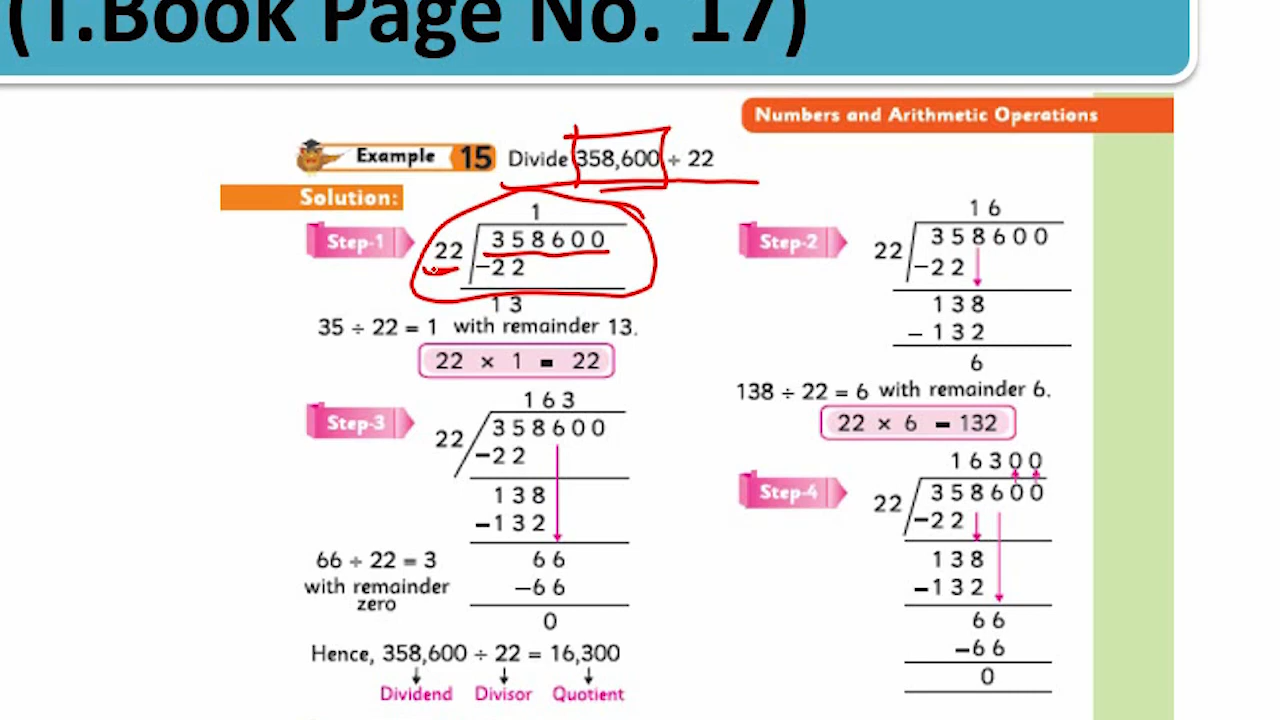 (T.Book Page No. 17)
Numbers and Arithmetic Operations
Example 15 Divide 358,600 ÷ 22
Solution:
Step-1
1
22 358600
−22
13
35 ÷ 22 = 1 with remainder 13.
22 × 1 = 22
Step-2
16
22 358600
−22
138
− 132
6
138 ÷ 22 = 6 with remainder 6.
22 × 6 = 132
Step-3
163
22 358600
−22
138
−132
66
−66
0
66 ÷ 22 = 3
with remainder
zero
Hence, 358,600 ÷ 22 = 16,300
Dividend Divisor Quotient
Step-4
16300
22 358600
−22
138
−132
66
−66
0